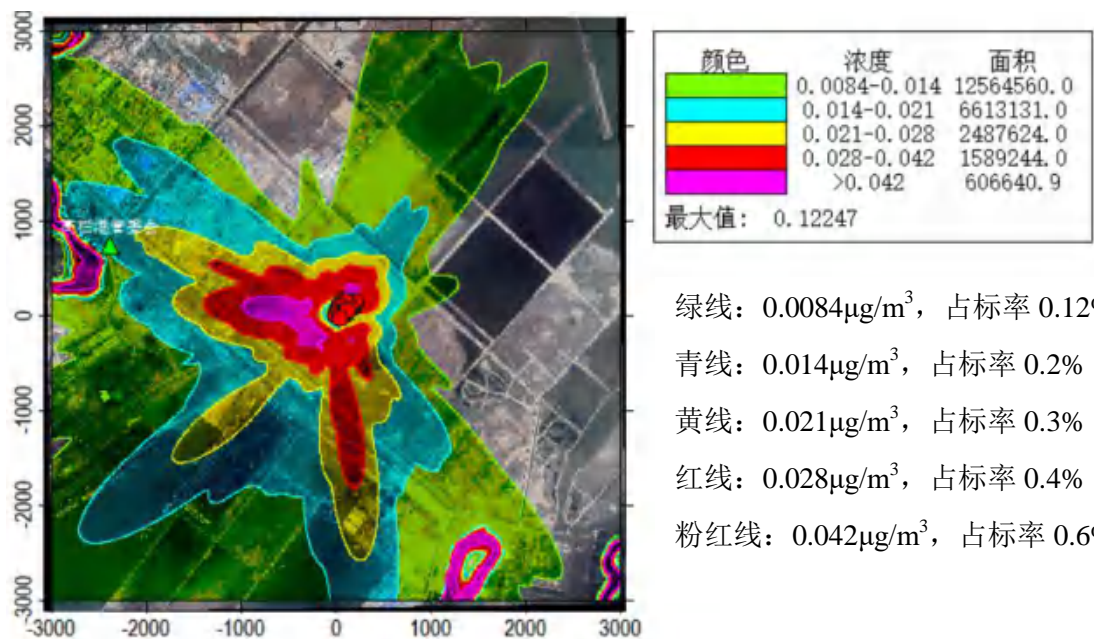 颜色 浓度 面积
0.0084-0.014 12564560.0
0.014-0.021 6613131.0
0.021-0.028 2487624.0
0.028-0.042 1589244.0
>0.042 606640.9
最大值: 0.12247
绿线：0.0084μg/m³，占标率 0.12%
青线：0.014μg/m³，占标率 0.2%
黄线：0.021μg/m³，占标率 0.3%
红线：0.028μg/m³，占标率 0.4%
粉红线：0.042μg/m³，占标率 0.6%
3000
2000
1000
0
-1000
-2000
-3000
-3000 -2000 -1000 0 1000 2000 3000